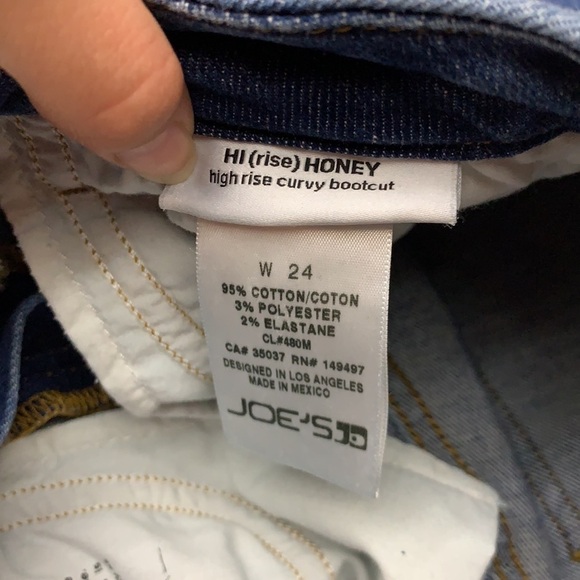 HI (rise) HONEY
high rise curvy bootcut
W 24
95% COTTON/COTON
3% POLYESTER
2% ELASTANE
CL#480M
CA# 35037 RN# 149497
DESIGNED IN LOS ANGELES
MADE IN MEXICO
JOE'S